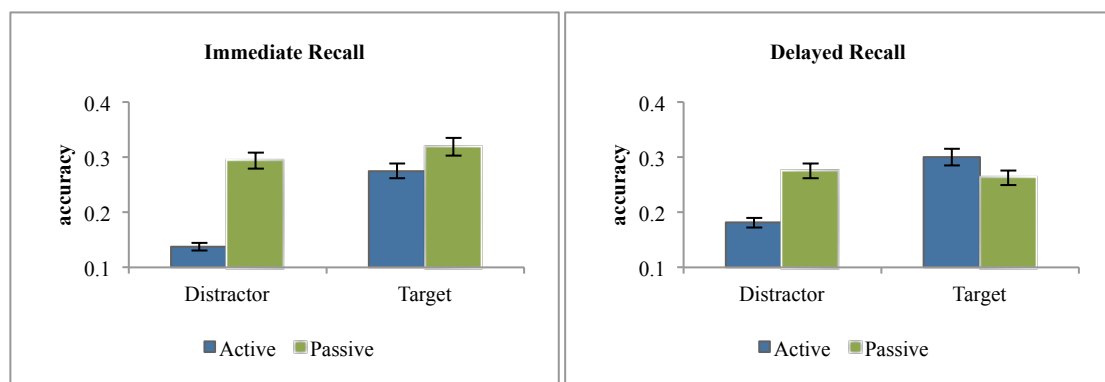 Immediate Recall
accuracy
0.4
0.3
0.2
0.1
Distractor Target
Active Passive
Delayed Recall
accuracy
0.4
0.3
0.2
0.1
Distractor Target
Active Passive